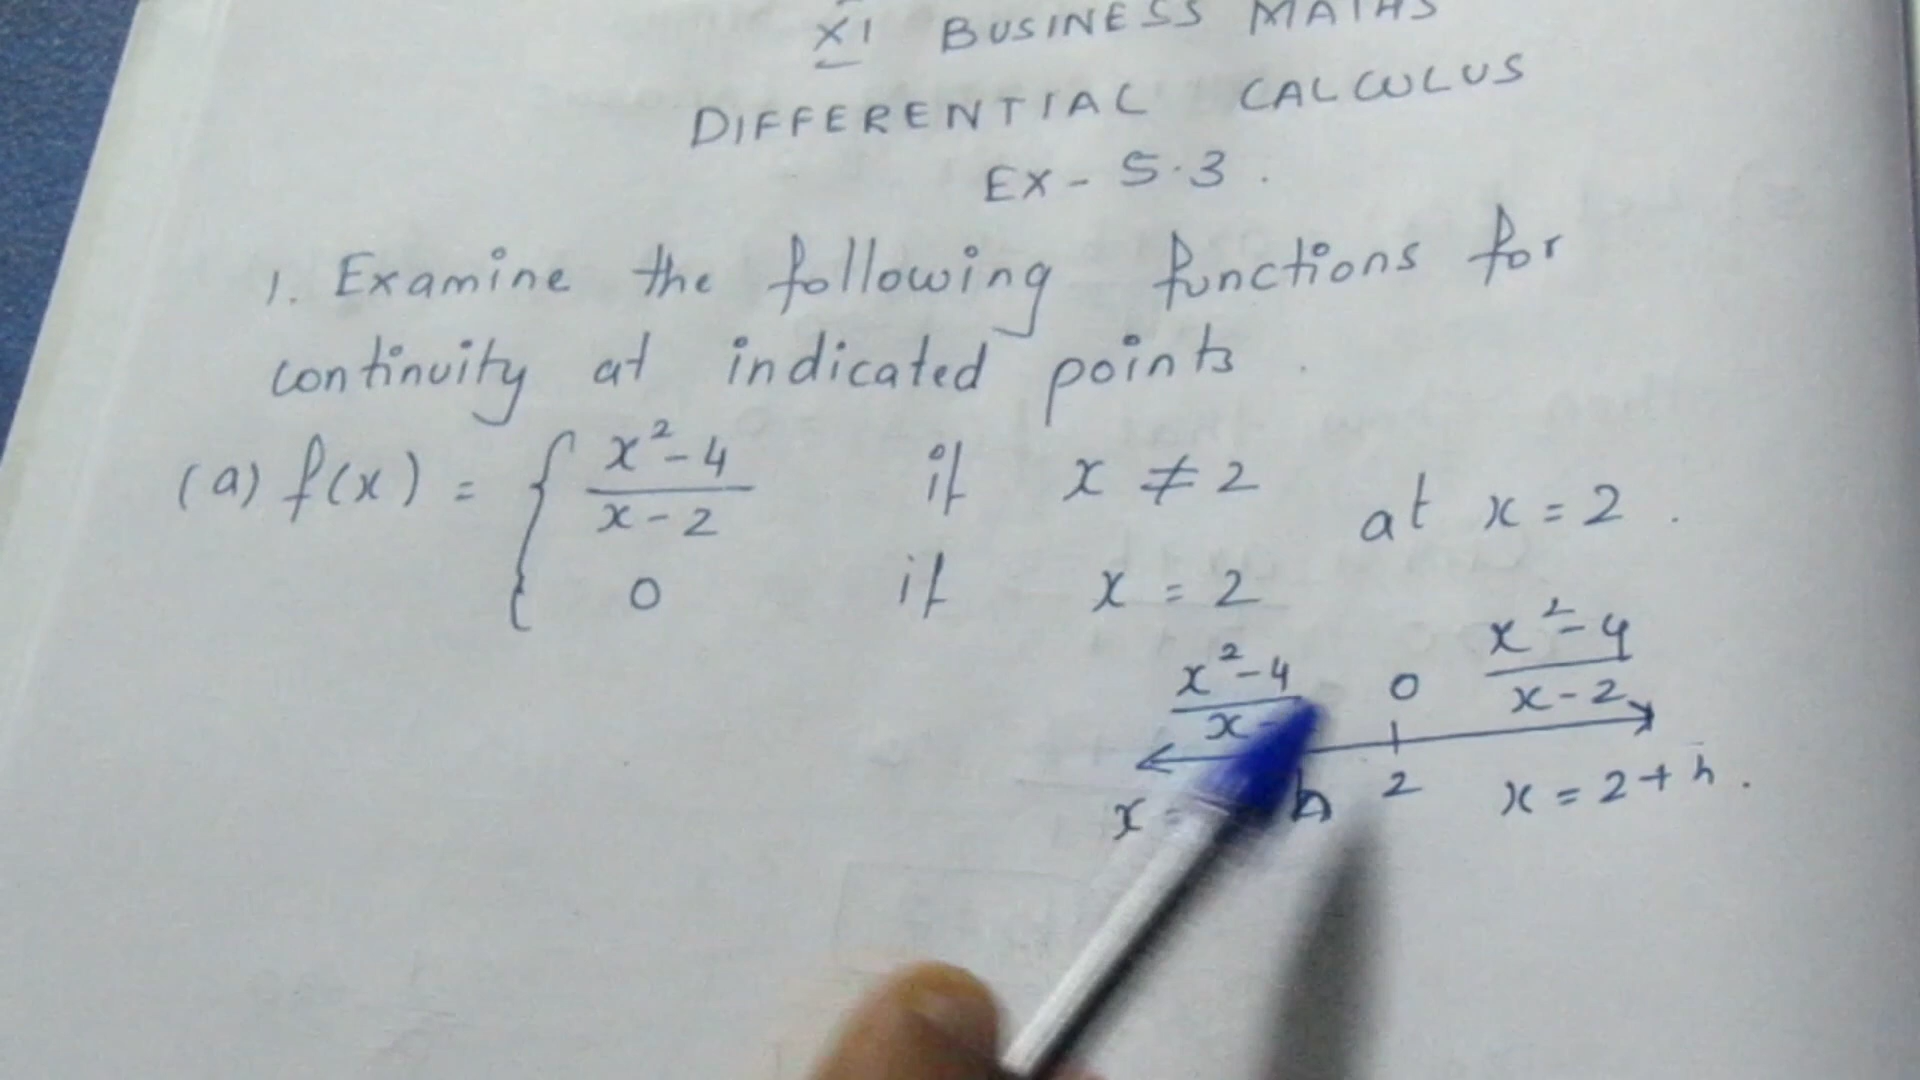 XI BUSINESS MATHS
DIFFERENTIAL CALCULUS
EX - 5.3.
1. Examine the following functions for
continuity at indicated points.
(a) f(x) = { x² - 4 / x - 2 if x ≠ 2 at x = 2.
0 if x = 2
x² - 4 / x - 0 x² - 4 / x - 2
x = h 2 x = 2 + h.